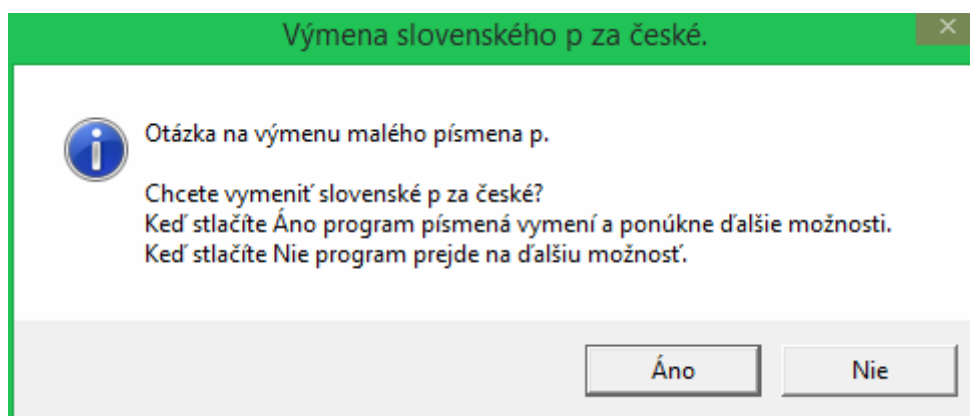 Výmena slovenského p za české.
Otázka na výmenu malého písmena p.
Chcete vymeniť slovenské p za české?
Keď stlačíte Áno program písmená vymení a ponúkne ďalšie možnosti.
Keď stlačíte Nie program prejde na ďalšiu možnosť.
Áno
Nie